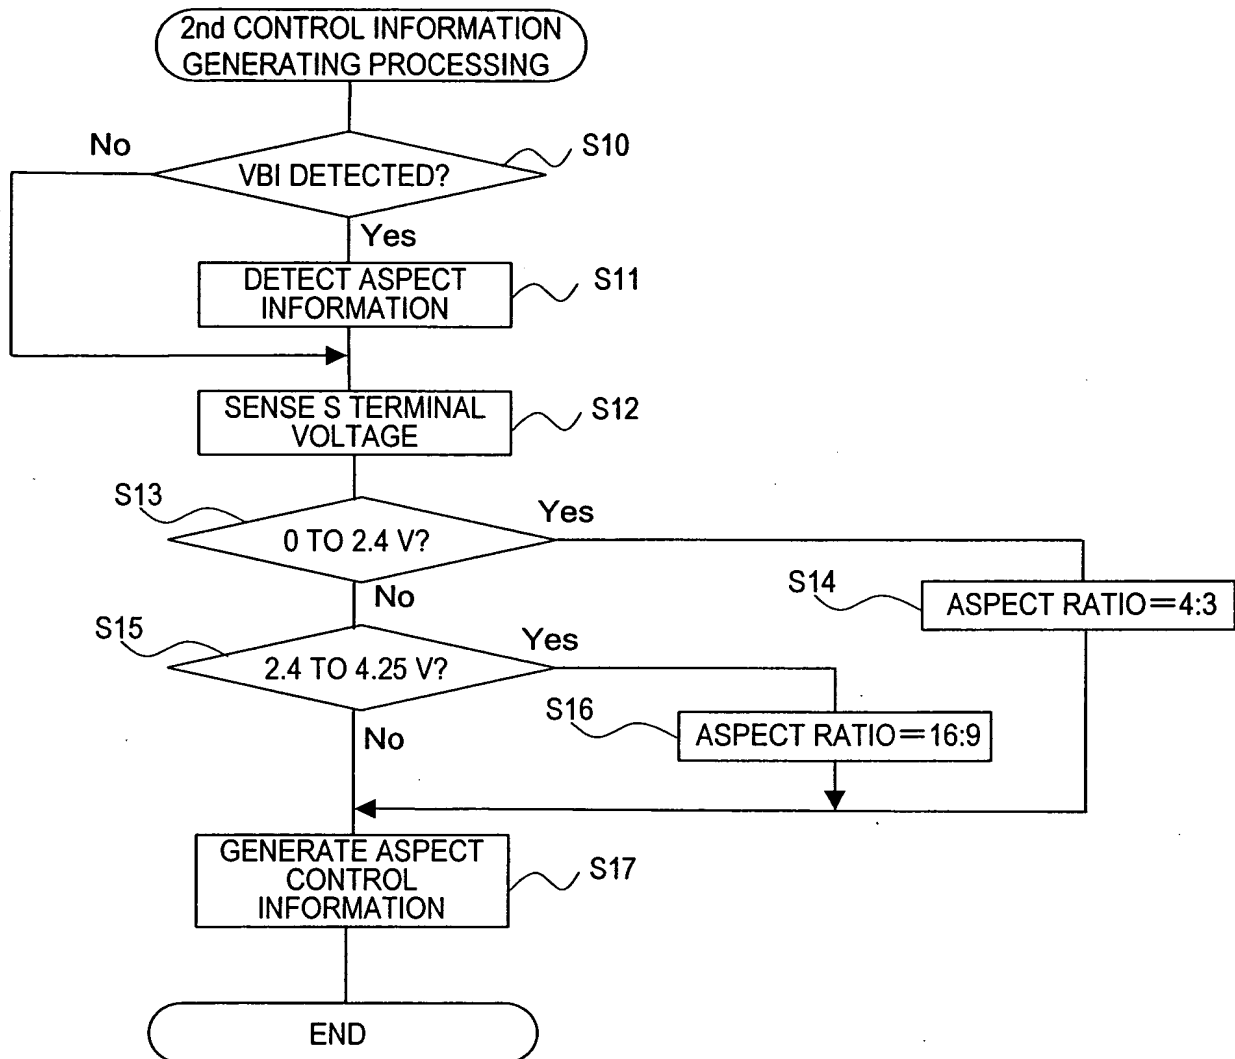 2nd CONTROL INFORMATION
GENERATING PROCESSING
No
S10
VBI DETECTED?
Yes
DETECT ASPECT
INFORMATION
S11
SENSE S TERMINAL
VOLTAGE
S12
S13
Yes
0 TO 2.4 V?
No
S14
ASPECT RATIO=4:3
S15
Yes
2.4 TO 4.25 V?
No
S16
ASPECT RATIO=16:9
GENERATE ASPECT
CONTROL
INFORMATION
S17
END